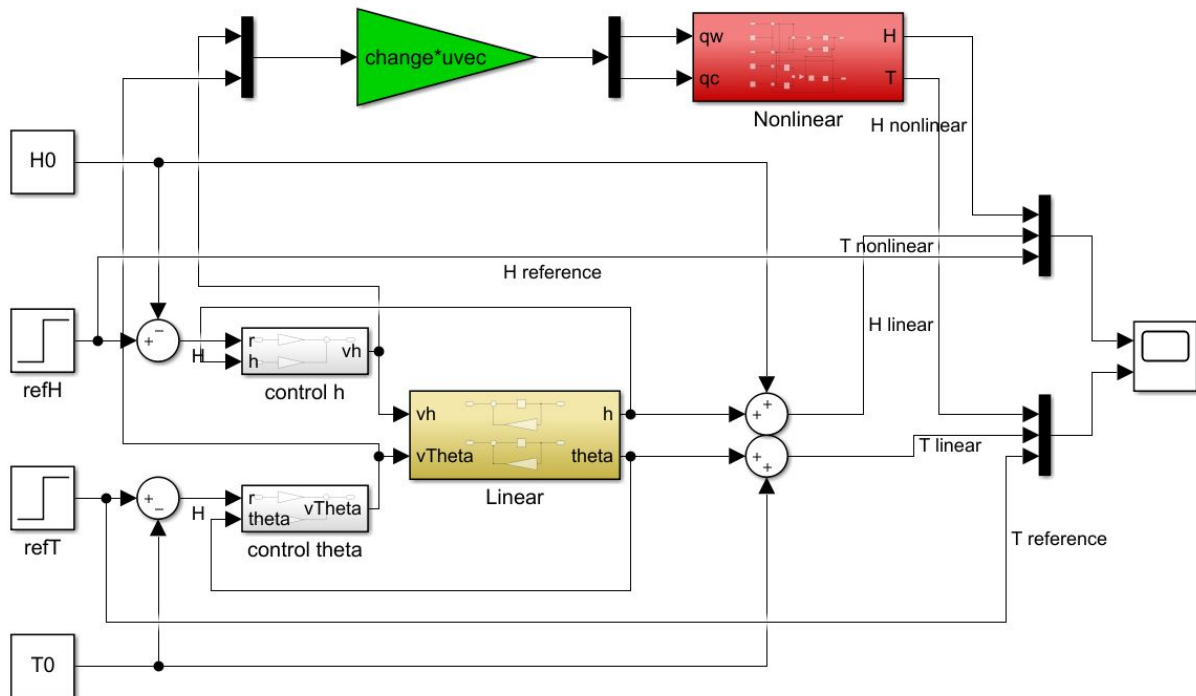 change*uvec
qw
qc
H
T
Nonlinear
H nonlinear
H0
T nonlinear
H reference
refH
H
r
h
vh
control h
H linear
vh
vTheta
h
theta
Linear
T linear
refT
H
r
theta
vTheta
control theta
T reference
T0